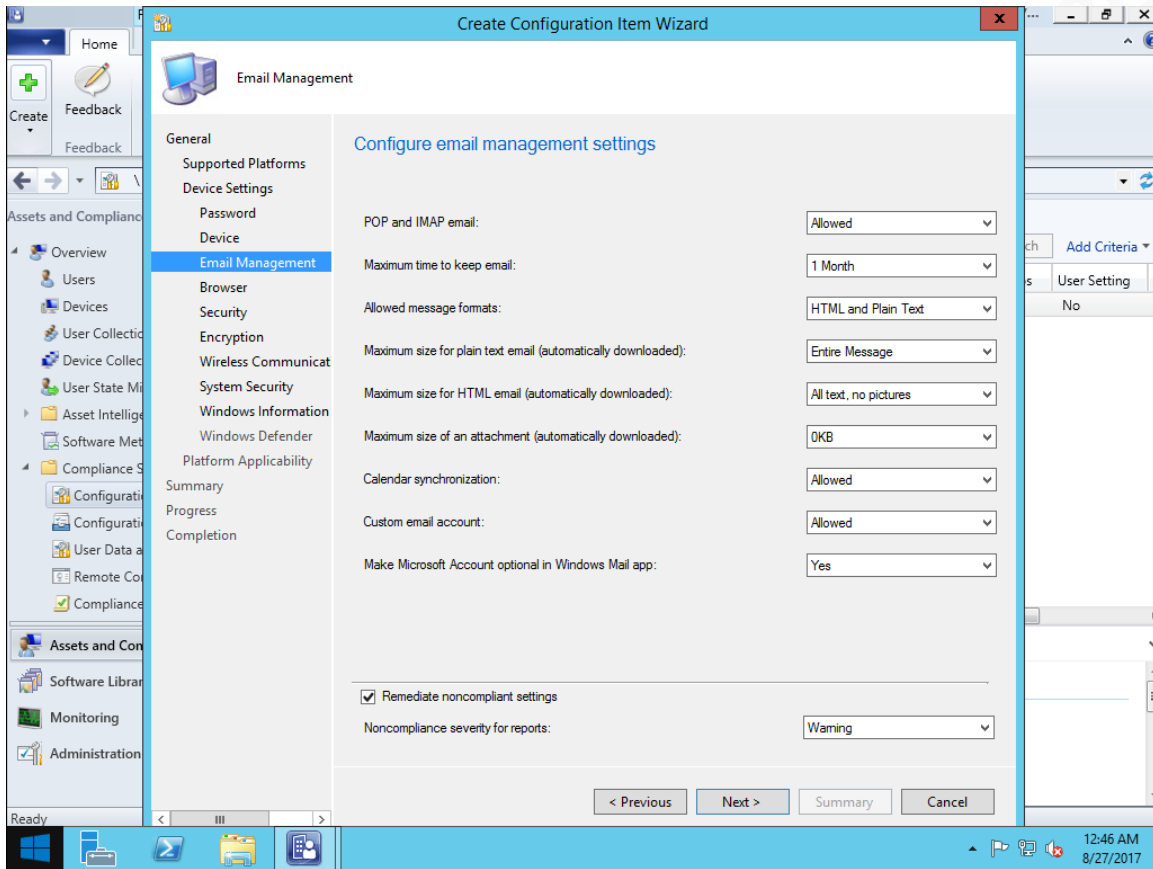 Create Configuration Item Wizard
x
Home
Create
Feedback
Feedback
Email Management
Assets and Complianc
Overview
Users
Devices
User Collectio
Device Collec
User State Mi
Asset Intellige
Software Met
Compliance S
Configuratio
Configuratio
User Data a
Remote Co
Compliance
Assets and Con
Software Librar
Monitoring
Administration
Ready
General
Supported Platforms
Device Settings
Password
Device
Email Management
Browser
Security
Encryption
Wireless Communicat
System Security
Windows Information
Windows Defender
Platform Applicability
Summary
Progress
Completion
Configure email management settings
POP and IMAP email: Allowed
Maximum time to keep email: 1 Month
Allowed message formats: HTML and Plain Text
Maximum size for plain text email (automatically downloaded): Entire Message
Maximum size for HTML email (automatically downloaded): All text, no pictures
Maximum size of an attachment (automatically downloaded): 0KB
Calendar synchronization: Allowed
Custom email account: Allowed
Make Microsoft Account optional in Windows Mail app: Yes
Remediate noncompliant settings
Noncompliance severity for reports: Warning
< Previous Next > Summary Cancel
ch Add Criteria
User Setting
No
12:46 AM
8/27/2017